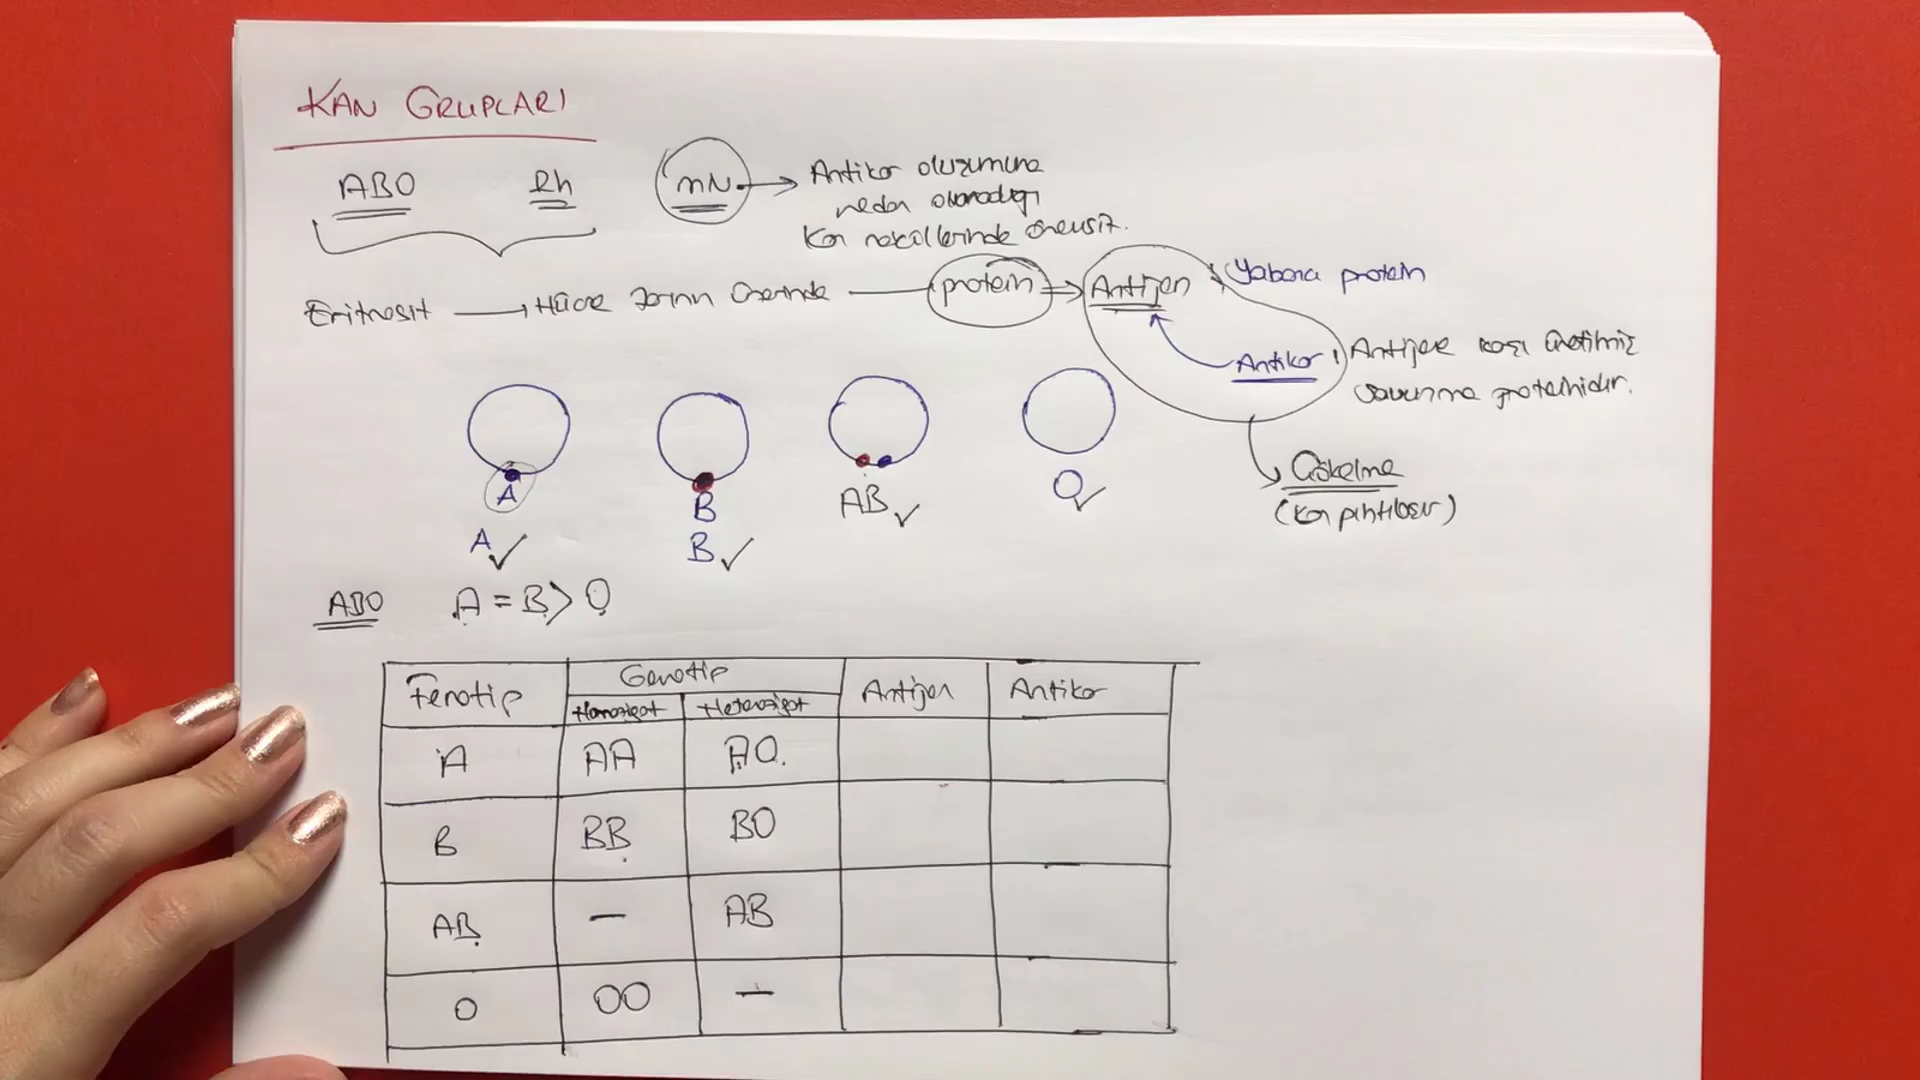 KAN GRUPLARI
ABO Rh mN → Antikor oluşumuna
neden olmadığı
Kan nakillerinde önemsiz.
Eritrosit → Hücre zarının üzerinde — protein → Antijen : Yabancı protein
Antikor : Antijene karşı üretilmiş
savunma proteinidir.
Çökelme
(Kan pıhtılaşır)
A B AB O
A B
ABO A = B > O
Fenotip Genotip Antijen Antikor
Homozigot Heterozigot
A AA AO
B BB BO
AB — AB
O OO —